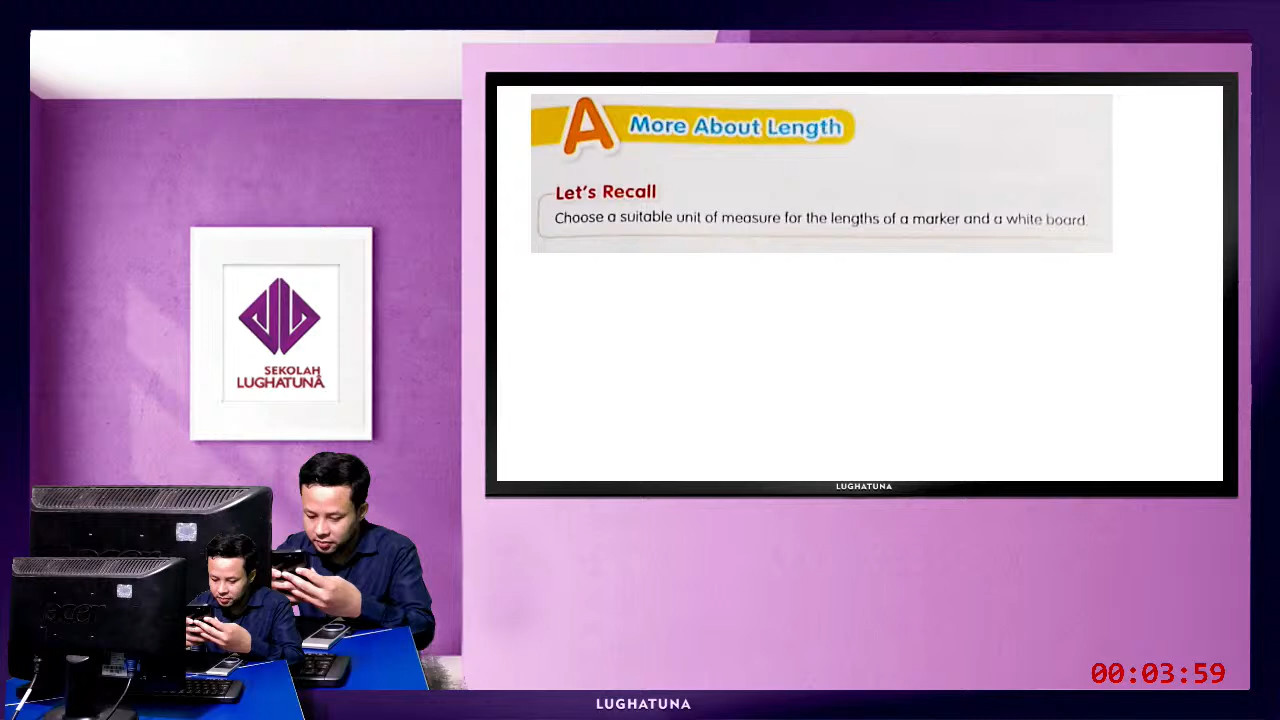 A More About Length
Let's Recall
Choose a suitable unit of measure for the lengths of a marker and a white board.
SEKOLAH
LUGHATUNA
LUGHATUNA
acer
00:03:59
LUGHATUNA